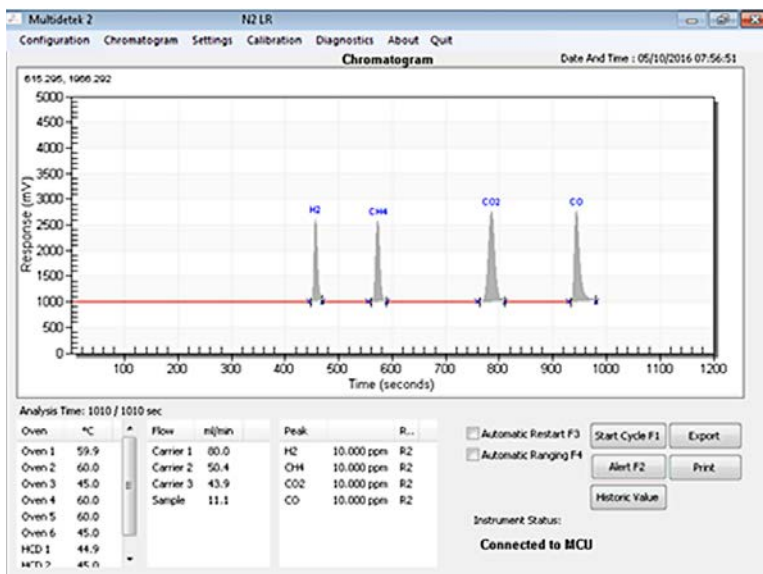 Multidetek 2 N2 LR
Configuration Chromatogram Settings Calibration Diagnostics About Quit
Chromatogram Date And Time : 05/10/2016 07:56:51
615.295, 1966.292
5000
4500
4000
3500
3000
2500
2000
1500
1000
500
0
Response (mV)
H2 CH4 CO2 CO
100 200 300 400 500 600 700 800 900 1000 1100 1200
Time (seconds)
Analysis Time: 1010 / 1010 sec
Oven °C
Oven 1 59.9
Oven 2 60.0
Oven 3 45.0
Oven 4 60.0
Oven 5 60.0
Oven 6 45.0
HCD 1 44.9
HCD 2 45.0
Flow ml/min
Carrier 1 80.0
Carrier 2 50.4
Carrier 3 43.9
Sample 11.1
Peak R...
H2 10.000 ppm R2
CH4 10.000 ppm R2
CO2 10.000 ppm R2
CO 10.000 ppm R2
Automatic Restart F3
Automatic Ranging F4
Start Cycle F1 Export
Alert F2 Print
Historic Value
Instrument Status:
Connected to MCU